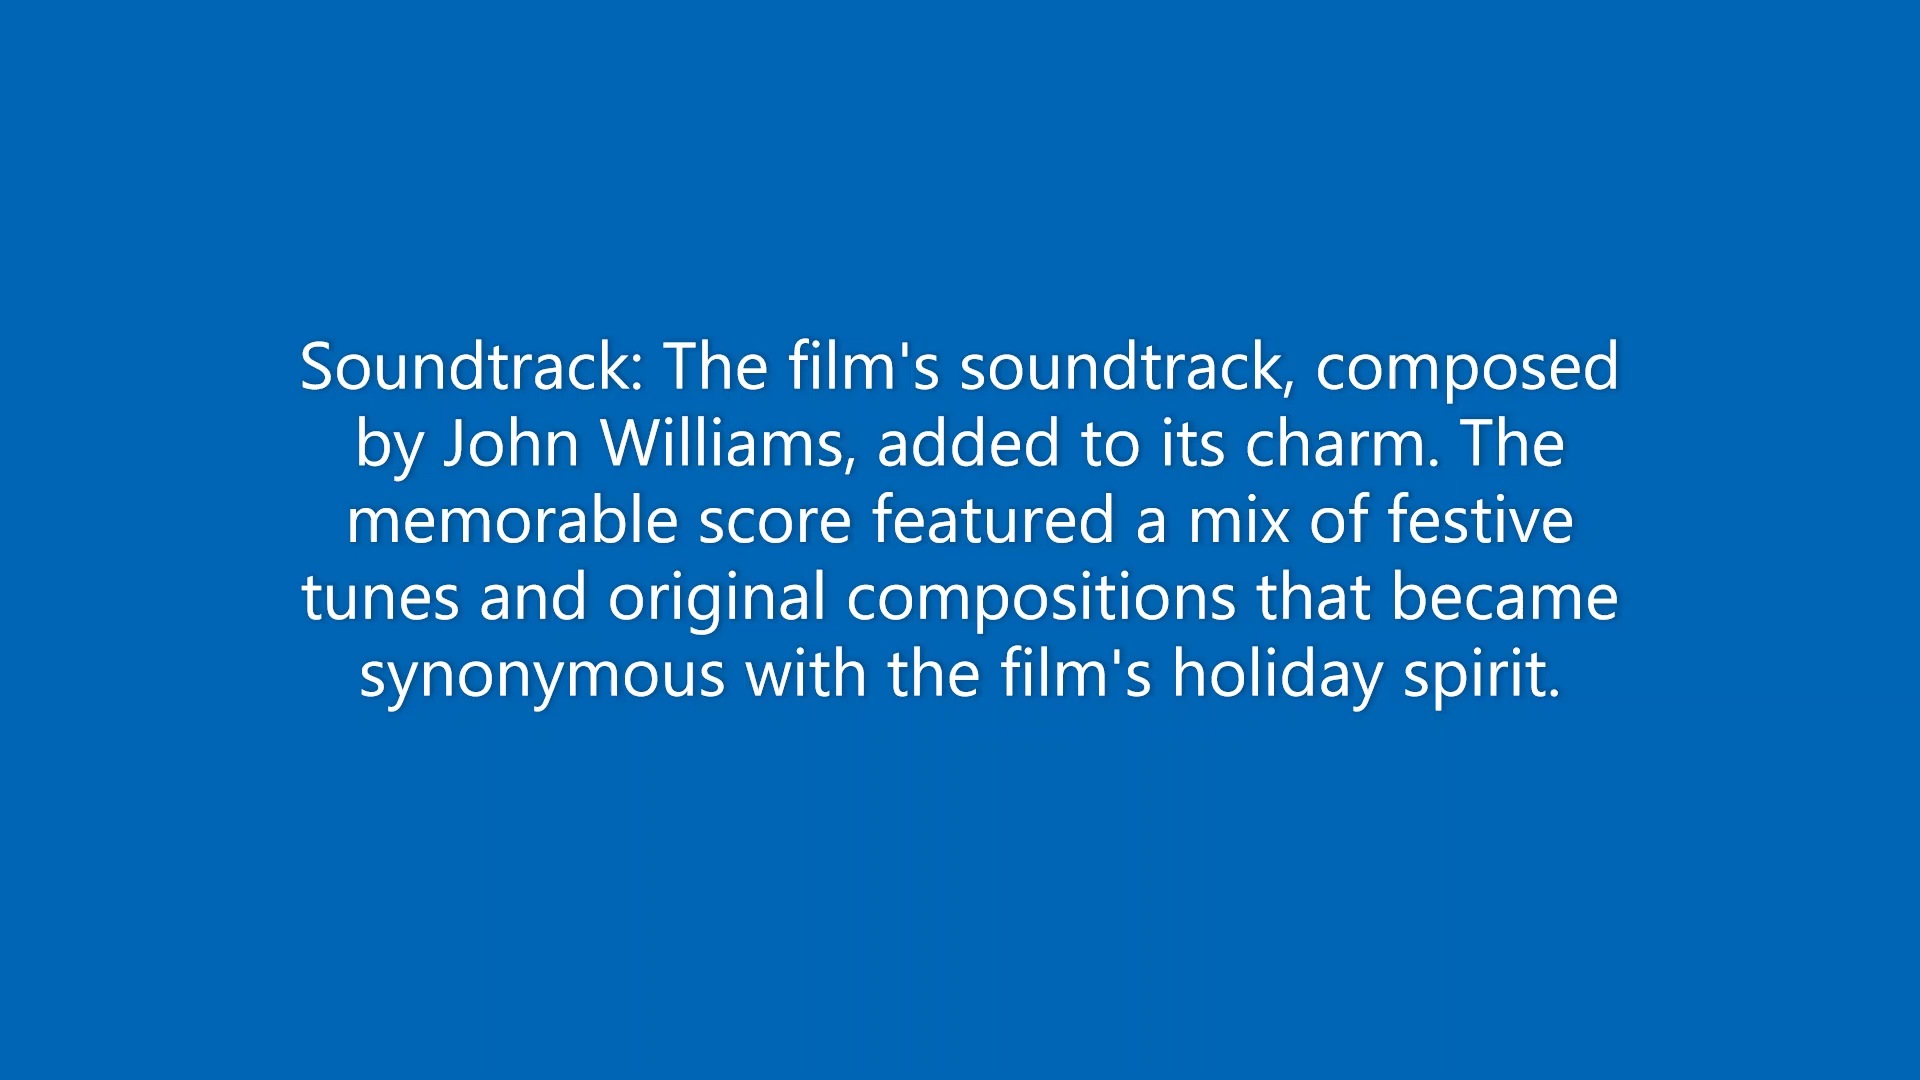 Soundtrack: The film's soundtrack, composed
by John Williams, added to its charm. The
memorable score featured a mix of festive
tunes and original compositions that became
synonymous with the film's holiday spirit.